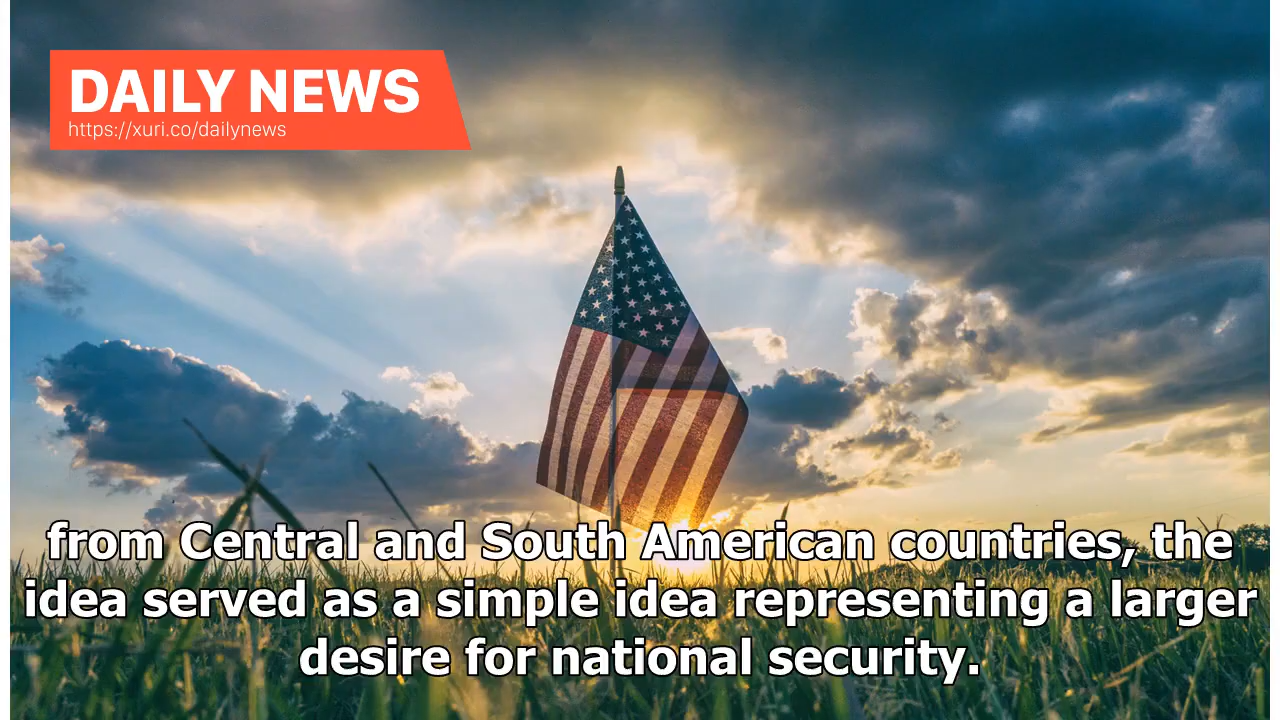 DAILY NEWS
https://xuri.co/dailynews
from Central and South American countries, the
idea served as a simple idea representing a larger
desire for national security.